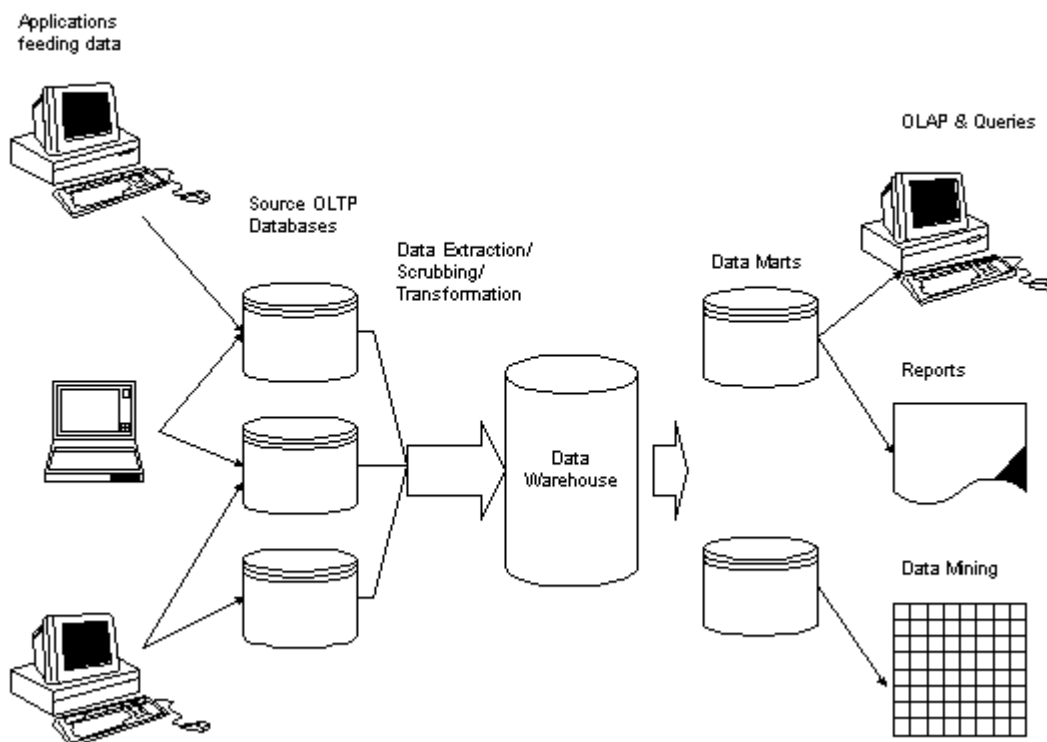 Applications
feeding data
OLAP & Queries
Source OLTP
Databases
Data Extraction/
Scrubbing/
Transformation
Data Marts
Reports
Data
Warehouse
Data Mining